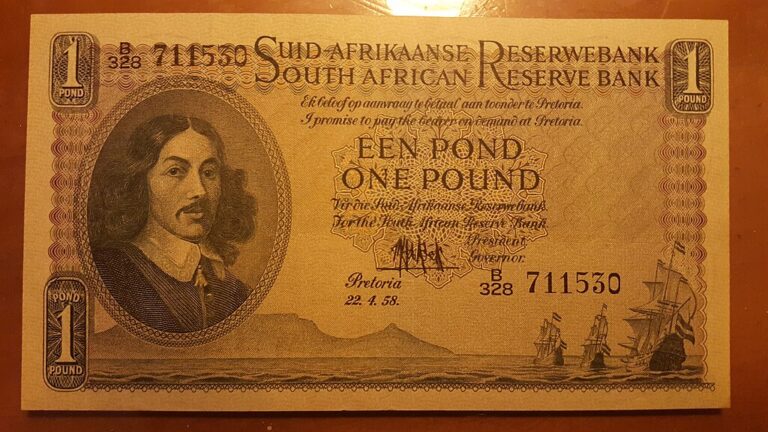 1 POND
B/328 711530
SUID-AFRIKAANSE RESERWEBANK
SOUTH AFRICAN RESERVE BANK
1 POUND
Ek beloof op aanvraag te betaal aan toonder te Pretoria.
I promise to pay the bearer on demand at Pretoria.
EEN POND
ONE POUND
Vir die Suid-Afrikaanse Reserwebank
For the South African Reserve Bank
President.
Governor.
Pretoria
22.4.58.
B/328 711530
POND
1
POUND